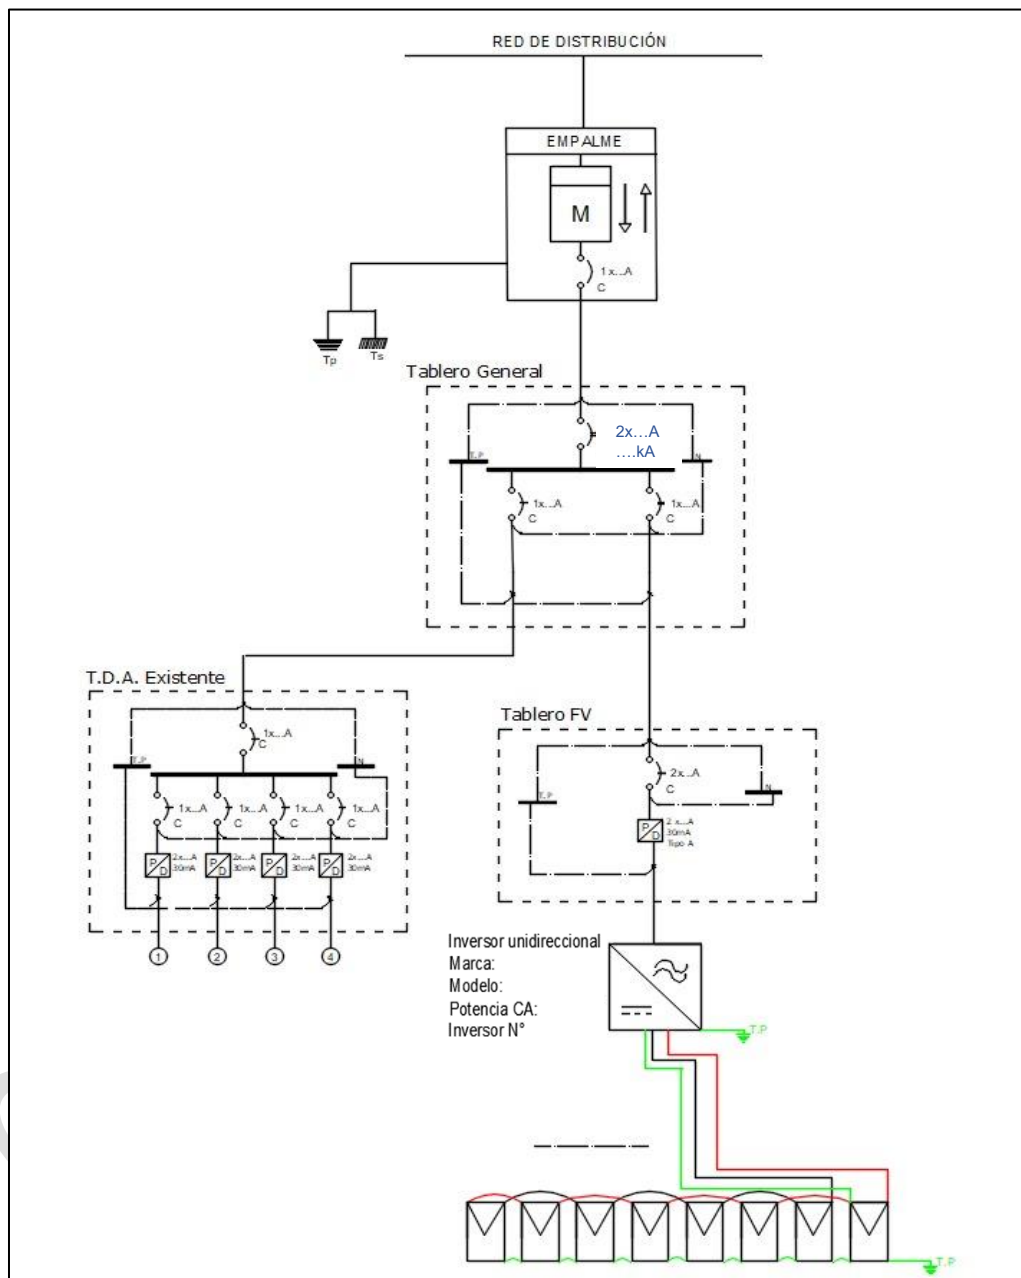 RED DE DISTRIBUCIÓN
EMPALME
M
1x...A
C
Tp
Ts
Tablero General
2x...A
....kA
T.P
N
1x...A
C
1x...A
C
T.D.A. Existente
1x...A
C
T.P
N
1x...A
C
1x...A
C
1x...A
C
1x...A
C
P/D
2x...A
30mA
P/D
2x...A
30mA
P/D
2x...A
30mA
P/D
2x...A
30mA
1
2
3
4
Tablero FV
2x...A
C
T.P
N
P/D
2 x...A
30mA
Tipo A
Inversor unidireccional
Marca:
Modelo:
Potencia CA:
Inversor N°
T.P
T.P